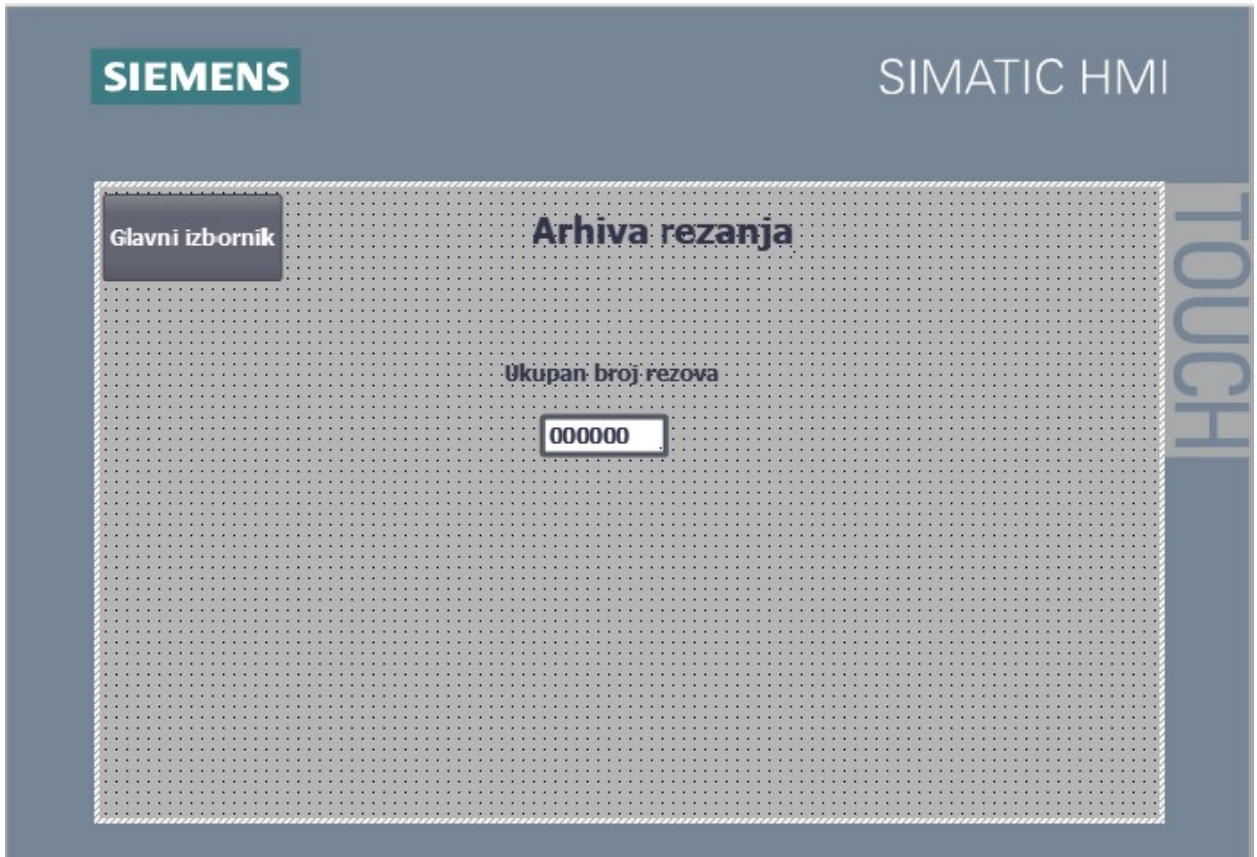 SIEMENS
SIMATIC HMI
TOUCH
Glavni izbornik
Arhiva rezanja
Ukupan broj rezova
000000